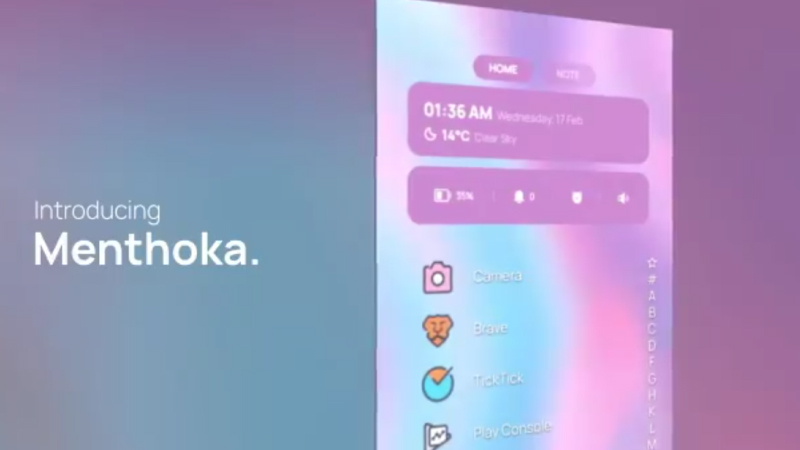 Introducing
Menthoka.
HOME NOTE
01:36 AM Wednesday, 17 Feb
14°C Clear Sky
35% 0
Camera
Brave
TickTick
Play Console
#
A
B
C
D
F
G
H
K
L
M